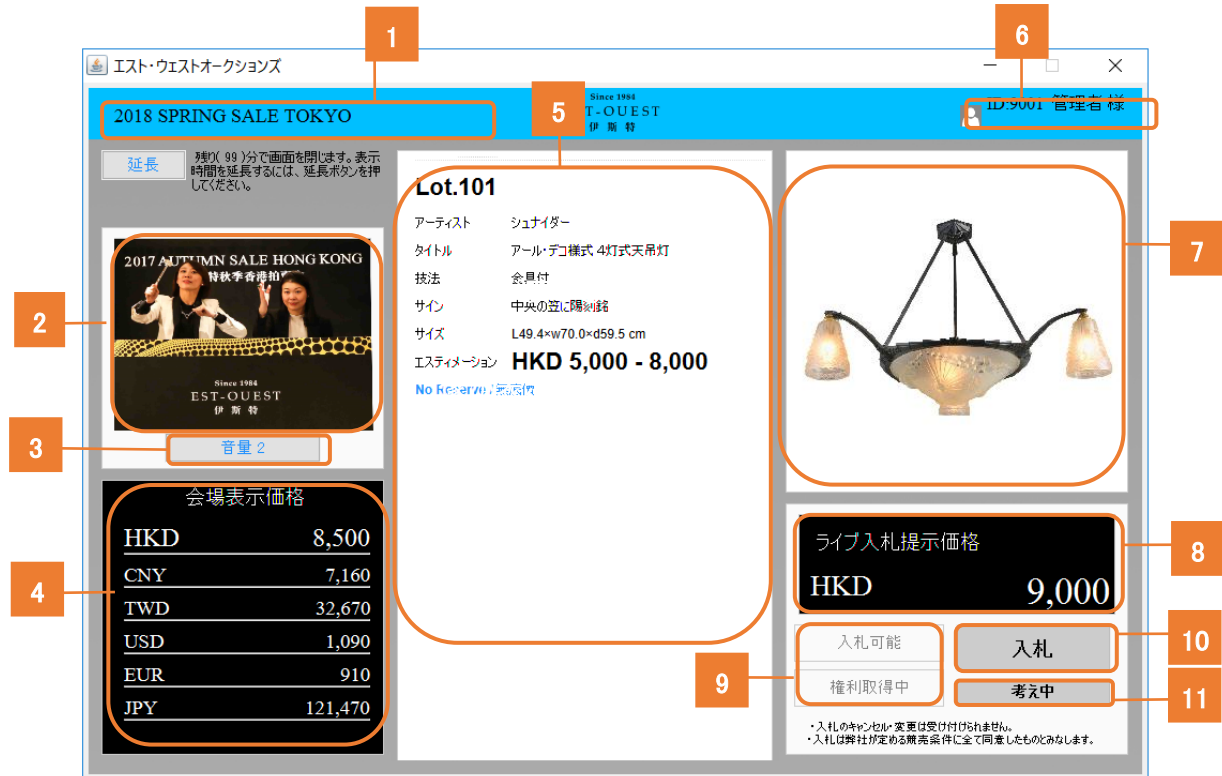 1
6
エスト・ウェストオークションズ
2018 SPRING SALE TOKYO
5
Since 1984
T-OUEST
伊 斯 特
ID:9001 管理者 様
延長
残り( 99 )分で画面を閉じます。表示
時間を延長するには、延長ボタンを押
してください。
2
2017 AUTUMN SALE HONG KONG
特秋季香港拍
Since 1984
EST-OUEST
伊 斯 特
3
音量 2
4
会場表示価格
HKD 8,500
CNY 7,160
TWD 32,670
USD 1,090
EUR 910
JPY 121,470
Lot.101
アーティスト シュナイダー
タイトル アール・デコ様式 4灯式天吊灯
技法 金具付
サイン 中央の笠に陽刻銘
サイズ L49.4×w70.0×d59.5 cm
エスティメーション HKD 5,000 - 8,000
No Reserve /
7
ライブ入札提示価格
HKD 9,000
8
9
入札可能
権利取得中
入札
10
考え中
11
・入札のキャンセル・変更は受け付けられません。
・入札は弊社が定める競売条件に全て同意したものとみなします。